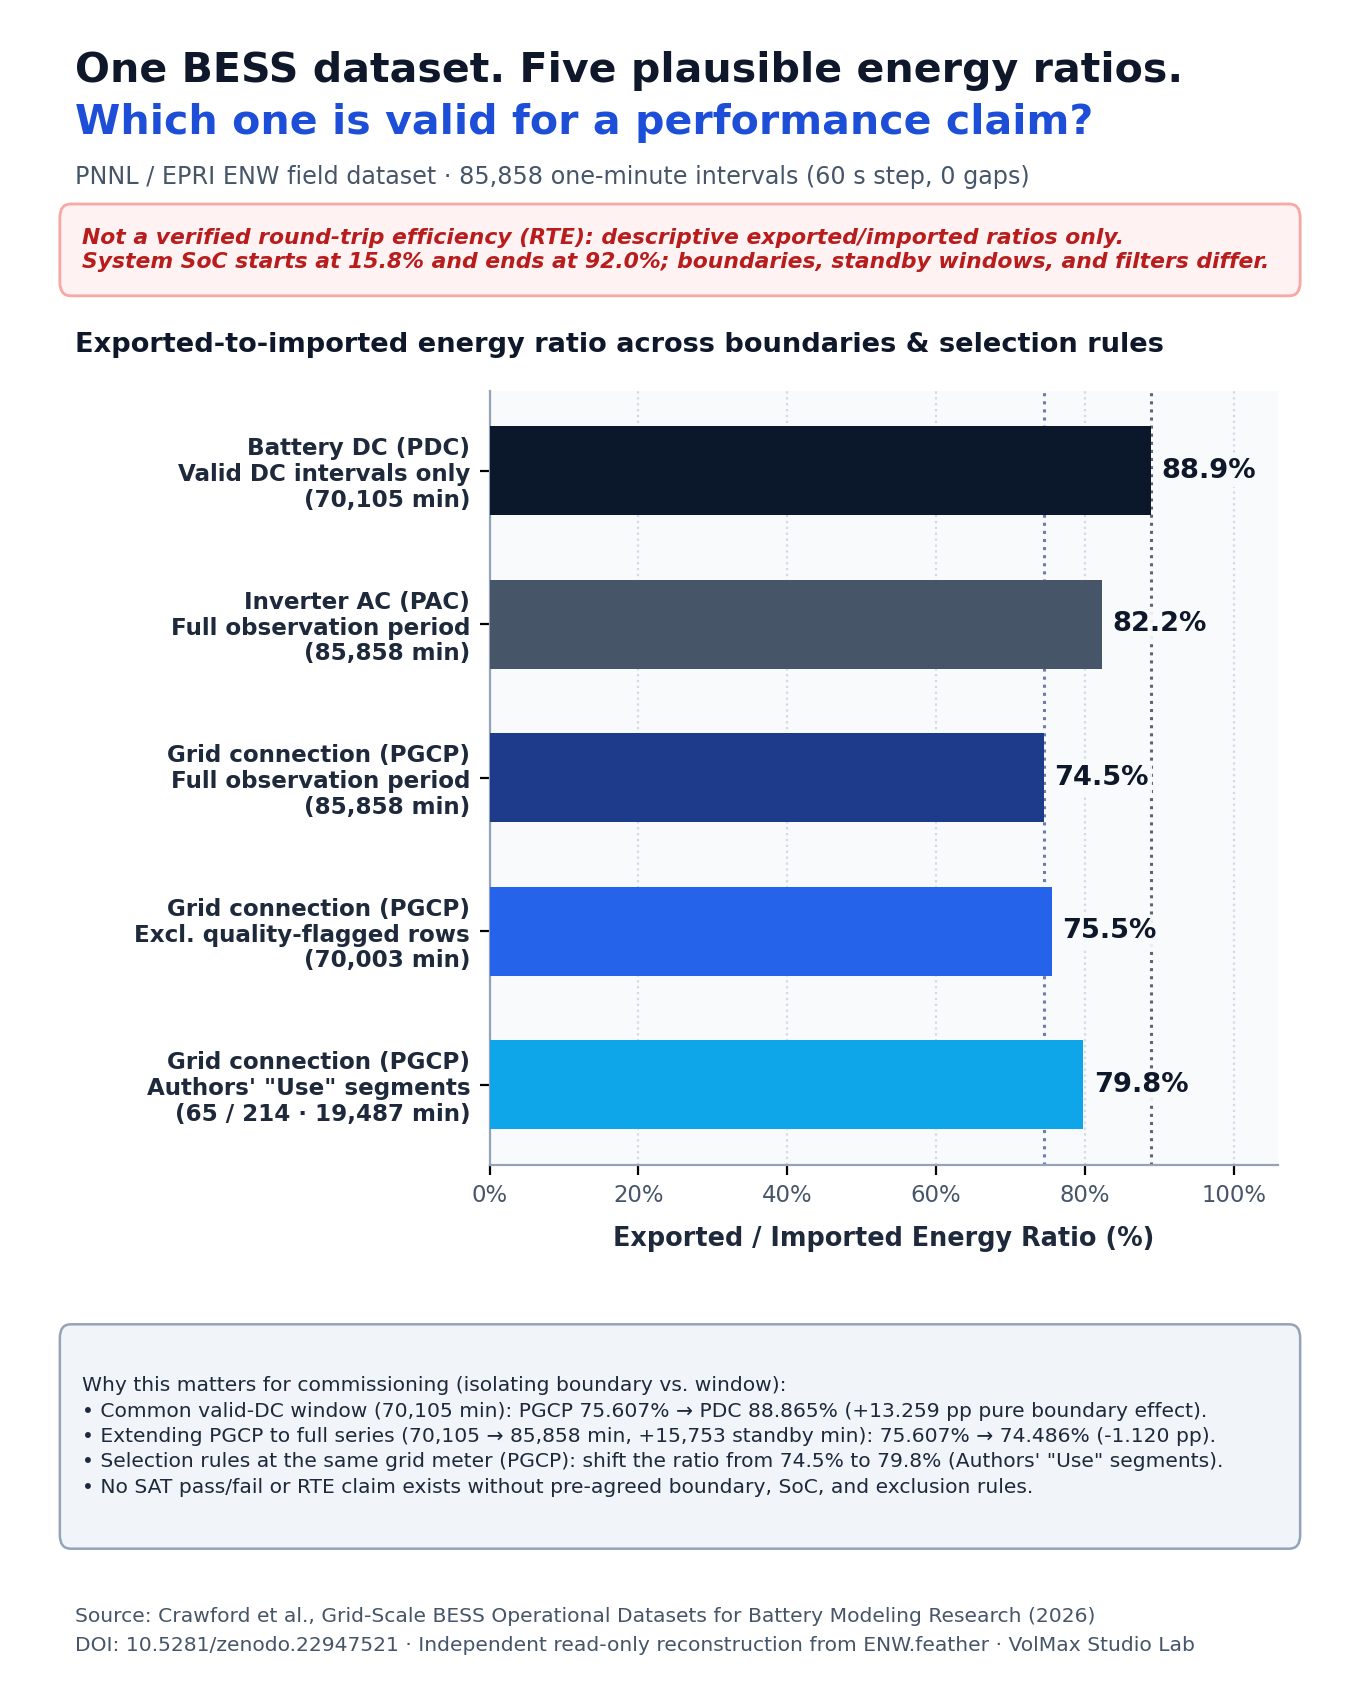 One BESS dataset. Five plausible energy ratios.
Which one is valid for a performance claim?
PNNL / EPRI ENW field dataset · 85,858 one-minute intervals (60 s step, 0 gaps)
Not a verified round-trip efficiency (RTE): descriptive exported/imported ratios only.
System SoC starts at 15.8% and ends at 92.0%; boundaries, standby windows, and filters differ.
Exported-to-imported energy ratio across boundaries & selection rules
Battery DC (PDC)
Valid DC intervals only
(70,105 min)
88.9%
Inverter AC (PAC)
Full observation period
(85,858 min)
82.2%
Grid connection (PGCP)
Full observation period
(85,858 min)
74.5%
Grid connection (PGCP)
Excl. quality-flagged rows
(70,003 min)
75.5%
Grid connection (PGCP)
Authors' "Use" segments
(65 / 214 · 19,487 min)
79.8%
0% 20% 40% 60% 80% 100%
Exported / Imported Energy Ratio (%)
Why this matters for commissioning (isolating boundary vs. window):
• Common valid-DC window (70,105 min): PGCP 75.607% → PDC 88.865% (+13.259 pp pure boundary effect).
• Extending PGCP to full series (70,105 → 85,858 min, +15,753 standby min): 75.607% → 74.486% (-1.120 pp).
• Selection rules at the same grid meter (PGCP): shift the ratio from 74.5% to 79.8% (Authors' "Use" segments).
• No SAT pass/fail or RTE claim exists without pre-agreed boundary, SoC, and exclusion rules.
Source: Crawford et al., Grid-Scale BESS Operational Datasets for Battery Modeling Research (2026)
DOI: 10.5281/zenodo.22947521 · Independent read-only reconstruction from ENW.feather · VolMax Studio Lab